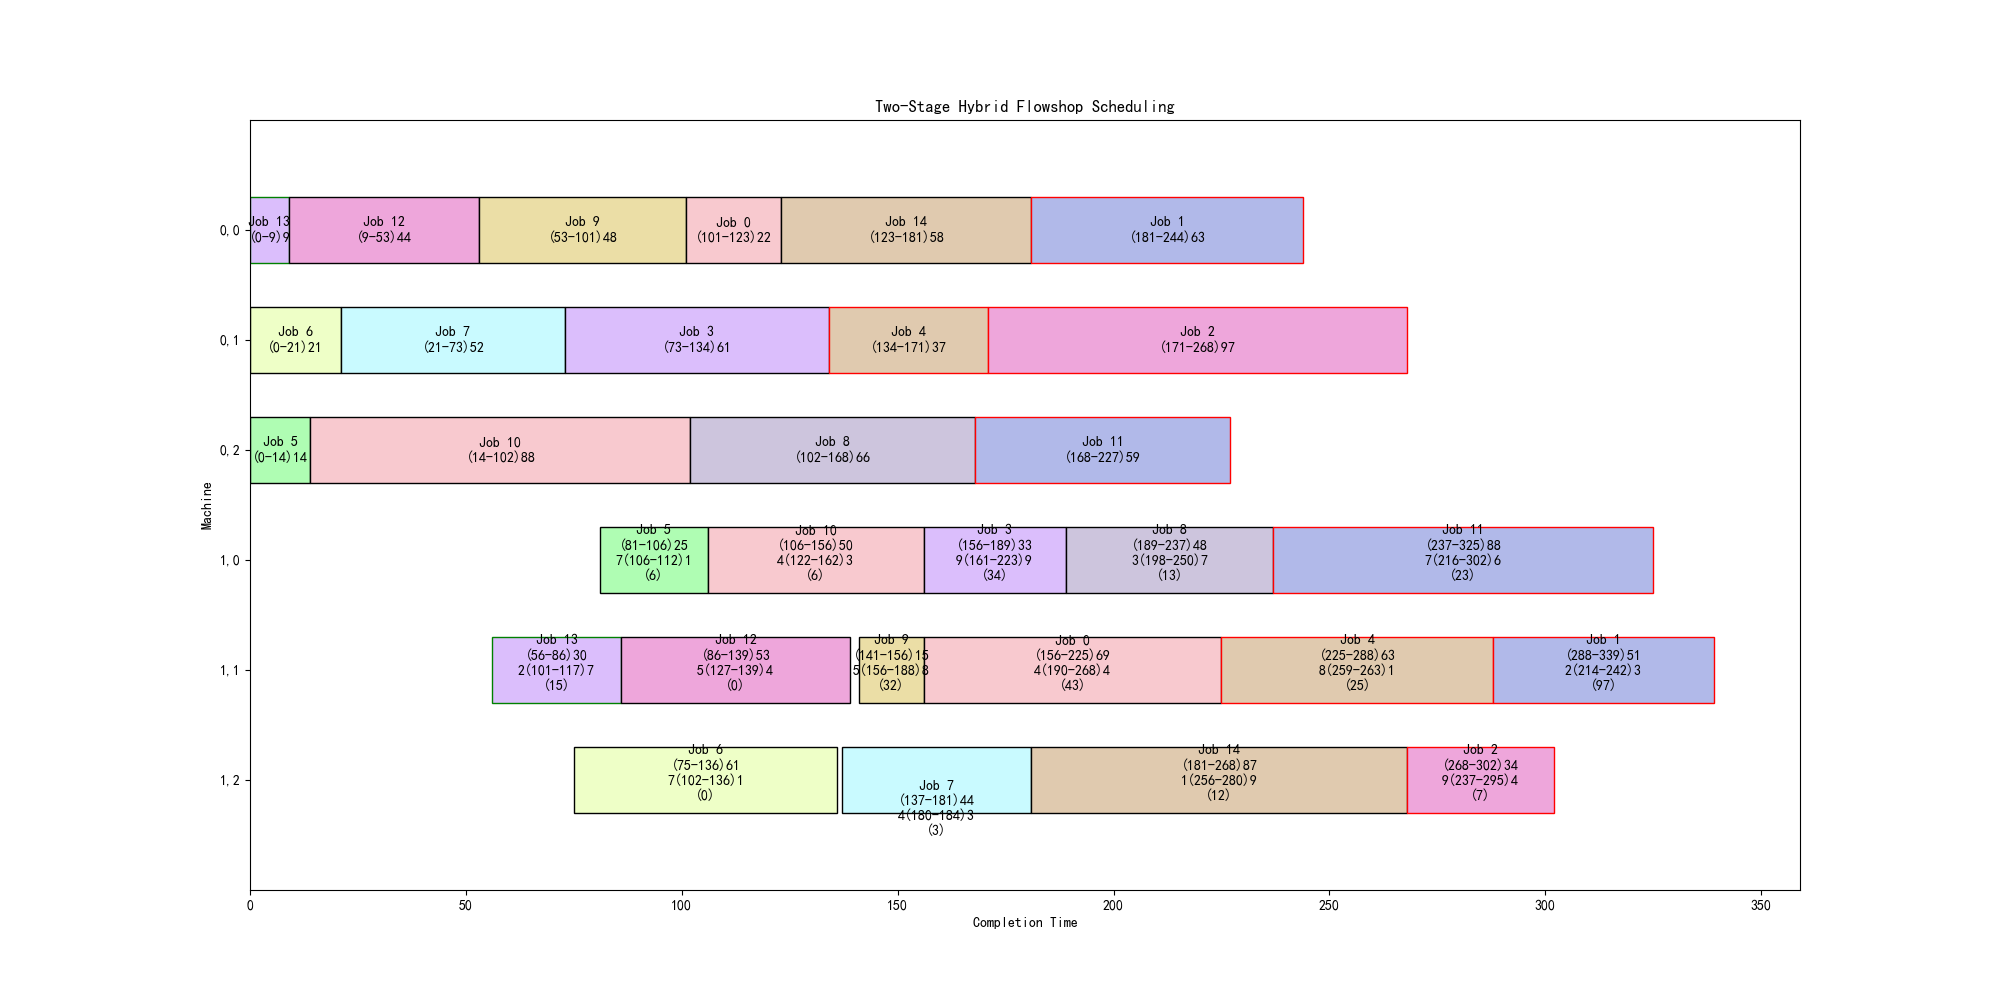 Two-Stage Hybrid Flowshop Scheduling
Machine
0,0
Job 13
(0-9)9
Job 12
(9-53)44
Job 9
(53-101)48
Job 0
(101-123)22
Job 14
(123-181)58
Job 1
(181-244)63
0,1
Job 6
(0-21)21
Job 7
(21-73)52
Job 3
(73-134)61
Job 4
(134-171)37
Job 2
(171-268)97
0,2
Job 5
(0-14)14
Job 10
(14-102)88
Job 8
(102-168)66
Job 11
(168-227)59
1,0
Job 5
(81-106)25
7(106-112)1
(6)
Job 10
(106-156)50
4(122-162)3
(6)
Job 3
(156-189)33
9(161-223)9
(34)
Job 8
(189-237)48
3(198-250)7
(13)
Job 11
(237-325)88
7(216-302)6
(23)
1,1
Job 13
(56-86)30
2(101-117)7
(15)
Job 12
(86-139)53
5(127-139)4
(0)
Job 9
(141-156)15
5(156-188)8
(32)
Job 0
(156-225)69
4(190-268)4
(43)
Job 4
(225-288)63
8(259-263)1
(25)
Job 1
(288-339)51
2(214-242)3
(97)
1,2
Job 6
(75-136)61
7(102-136)1
(0)
Job 7
(137-181)44
4(180-184)3
(3)
Job 14
(181-268)87
1(256-280)9
(12)
Job 2
(268-302)34
9(237-295)4
(7)
0
50
100
150
200
250
300
350
Completion Time